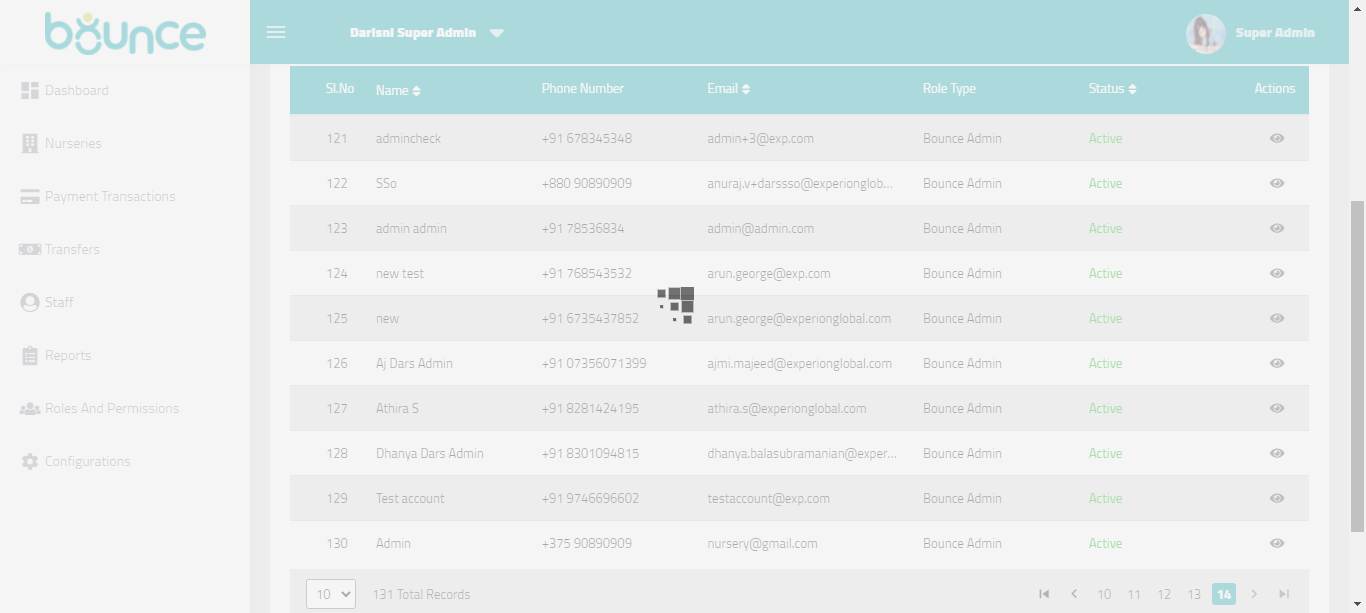 bounce
Darisni Super Admin
Super Admin
Dashboard
Nurseries
Payment Transactions
Transfers
Staff
Reports
Roles And Permissions
Configurations
Sl.No Name Phone Number Email Role Type Status Actions
121 admincheck +91 678345348 admin+3@exp.com Bounce Admin Active
122 SSo +880 90890909 anuraj.v+darssso@experionglob... Bounce Admin Active
123 admin admin +91 78536834 admin@admin.com Bounce Admin Active
124 new test +91 768543532 arun.george@exp.com Bounce Admin Active
125 new +91 6735437852 arun.george@experionglobal.com Bounce Admin Active
126 Aj Dars Admin +91 07356071399 ajmi.majeed@experionglobal.com Bounce Admin Active
127 Athira S +91 8281424195 athira.s@experionglobal.com Bounce Admin Active
128 Dhanya Dars Admin +91 8301094815 dhanya.balasubramanian@exper... Bounce Admin Active
129 Test account +91 9746696602 testaccount@exp.com Bounce Admin Active
130 Admin +375 90890909 nursery@gmail.com Bounce Admin Active
10 131 Total Records 10 11 12 13 14